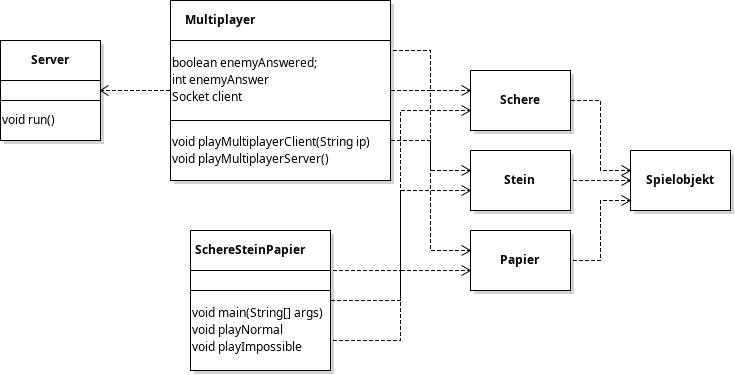 Multiplayer
boolean enemyAnswered;
int enemyAnswer
Socket client
void playMultiplayerClient(String ip)
void playMultiplayerServer()
Server
void run()
Schere
Stein
Papier
Spielobjekt
SchereSteinPapier
void main(String[] args)
void playNormal
void playImpossible